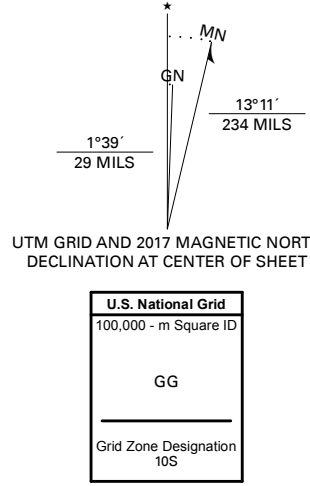 ★
MN
GN
1°39´
29 MILS
13°11´
234 MILS
UTM GRID AND 2017 MAGNETIC NORT
DECLINATION AT CENTER OF SHEET
U.S. National Grid
100,000 - m Square ID
GG
Grid Zone Designation
10S